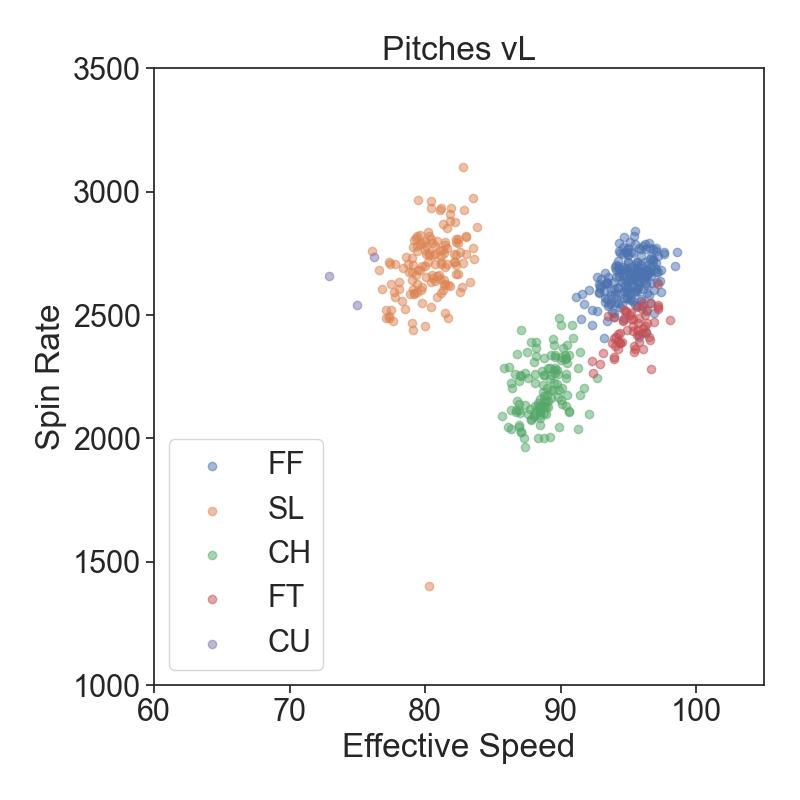 Pitches vL
3500
3000
2500
2000
1500
1000
Spin Rate
FF
SL
CH
FT
CU
60 70 80 90 100
Effective Speed